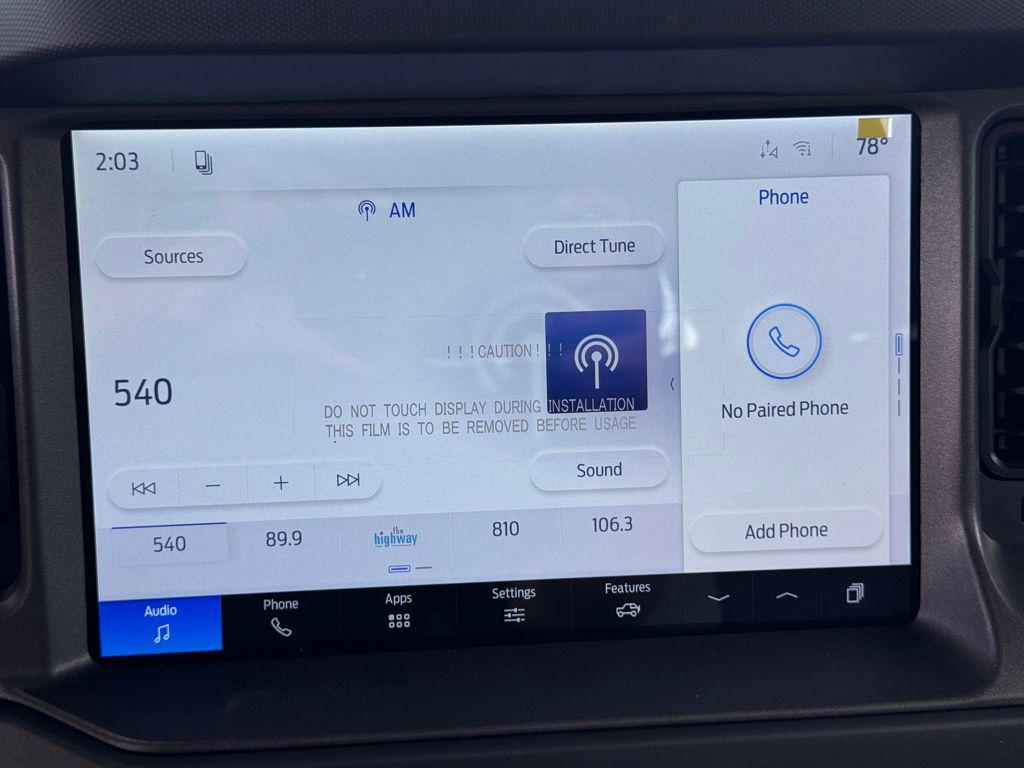 2:03
78°
AM
Phone
Sources
Direct Tune
! ! ! CAUTION ! ! !
540
DO NOT TOUCH DISPLAY DURING INSTALLATION
THIS FILM IS TO BE REMOVED BEFORE USAGE
No Paired Phone
Sound
Add Phone
540
89.9
the
highway
810
106.3
Audio
Phone
Apps
Settings
Features